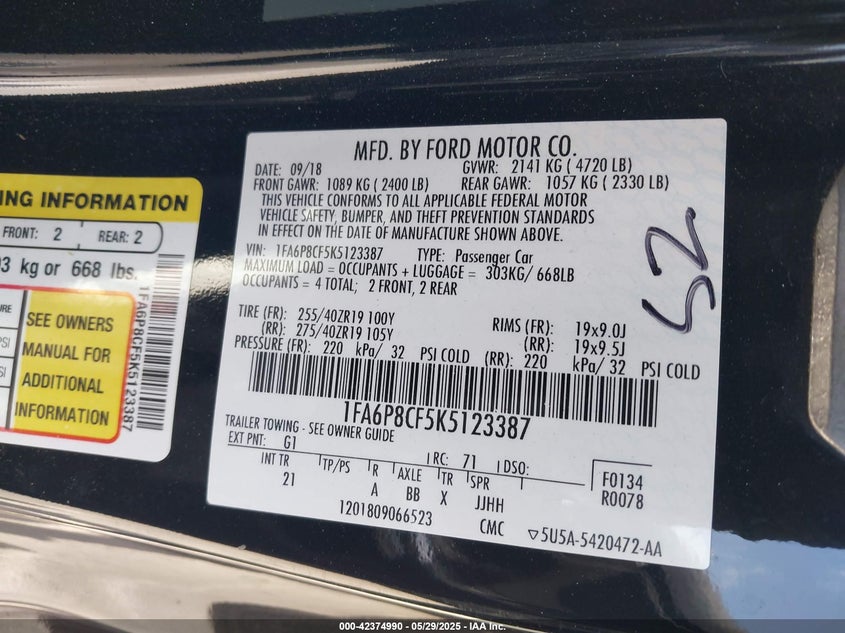 MFD. BY FORD MOTOR CO.
DATE: 09/18 GVWR: 2141 KG ( 4720 LB)
FRONT GAWR: 1089 KG ( 2400 LB) REAR GAWR: 1057 KG ( 2330 LB)
THIS VEHICLE CONFORMS TO ALL APPLICABLE FEDERAL MOTOR
VEHICLE SAFETY, BUMPER, AND THEFT PREVENTION STANDARDS
IN EFFECT ON THE DATE OF MANUFACTURE SHOWN ABOVE.
VIN: 1FA6P8CF5K5123387 TYPE: Passenger Car
MAXIMUM LOAD = OCCUPANTS + LUGGAGE = 303KG/ 668LB
OCCUPANTS = 4 TOTAL; 2 FRONT, 2 REAR
TIRE (FR): 255/40ZR19 100Y RIMS (FR): 19x9.0J
(RR): 275/40ZR19 105Y (RR): 19x9.5J
PRESSURE (FR): 220 kPa/ 32 PSI COLD (RR): 220 kPa/ 32 PSI COLD
1FA6P8CF5K5123387
TRAILER TOWING - SEE OWNER GUIDE
EXT PNT: G1 RC: 71 DSO:
INT TR TP/PS R AXLE TR SPR
21 A BB X JJHH
F0134
R0078
1201809066523 CMC ▽5U5A-5420472-AA
52
NG INFORMATION
FRONT: 2 REAR: 2
03 kg or 668 lbs.
SEE OWNERS
MANUAL FOR
ADDITIONAL
INFORMATION
URE
PSI
SI
1FA6P8CF5K5123387
000-42374990 - 05/29/2025 - IAA Inc.